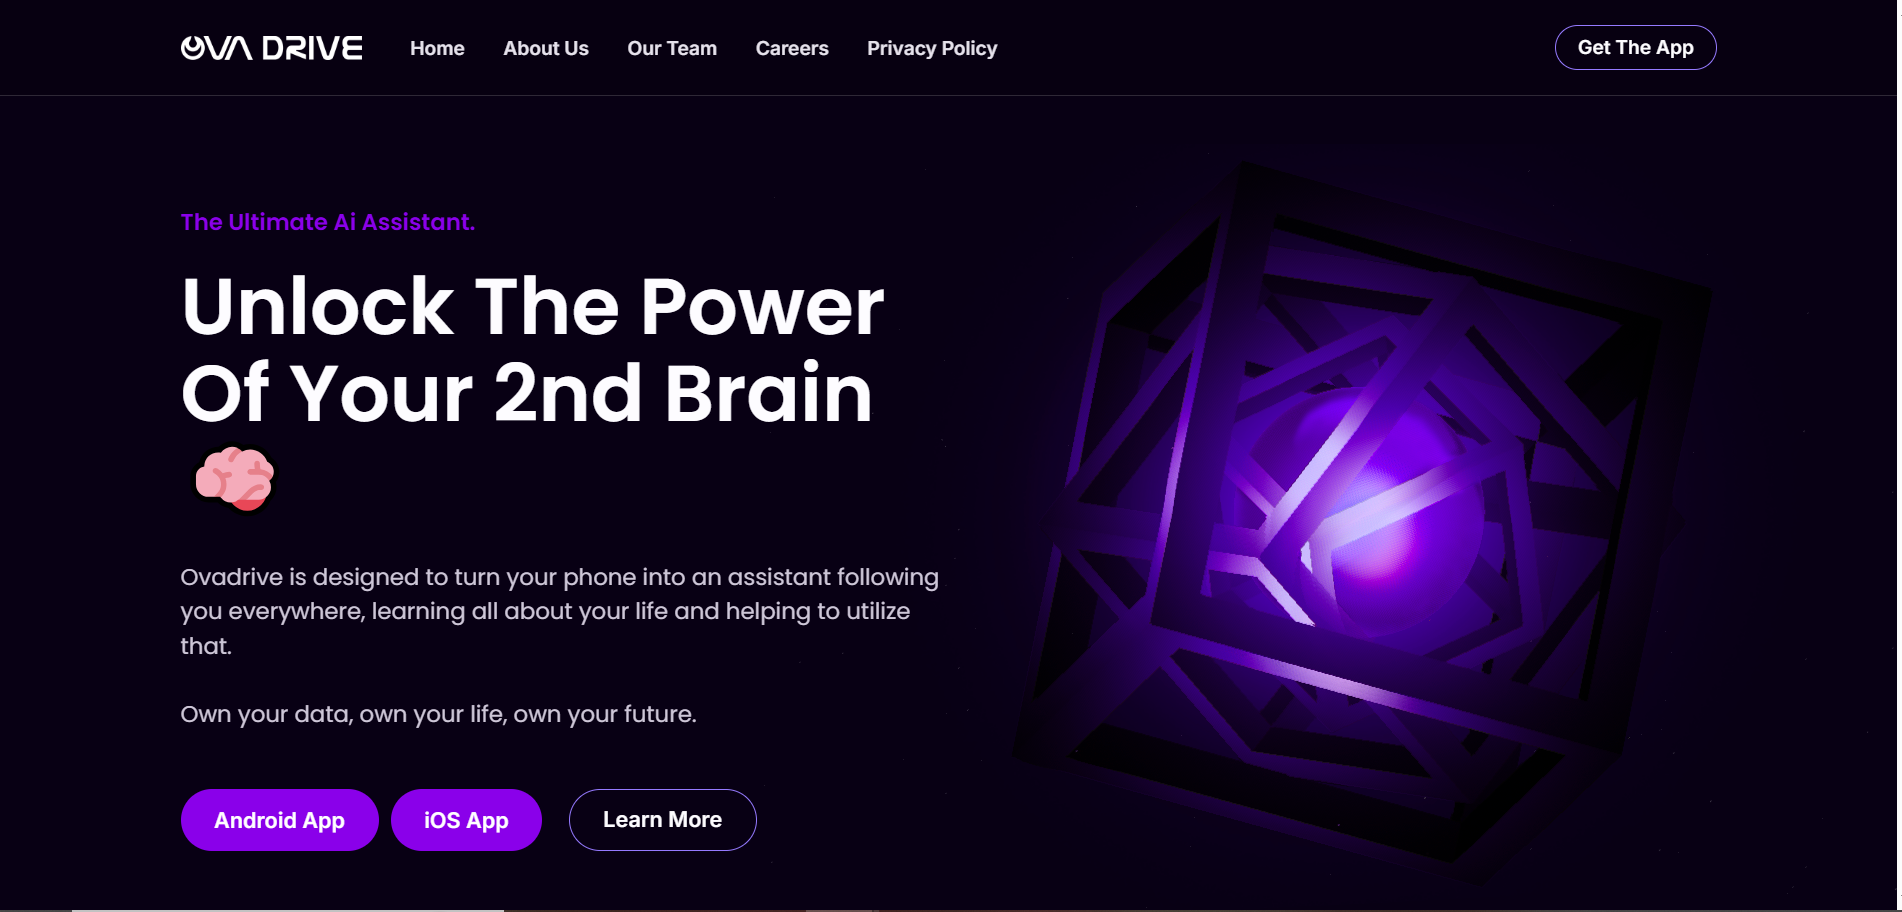 OVA DRIVE
Home
About Us
Our Team
Careers
Privacy Policy
Get The App
The Ultimate Ai Assistant.
Unlock The Power
Of Your 2nd Brain
Ovadrive is designed to turn your phone into an assistant following
you everywhere, learning all about your life and helping to utilize
that.
Own your data, own your life, own your future.
Android App
iOS App
Learn More